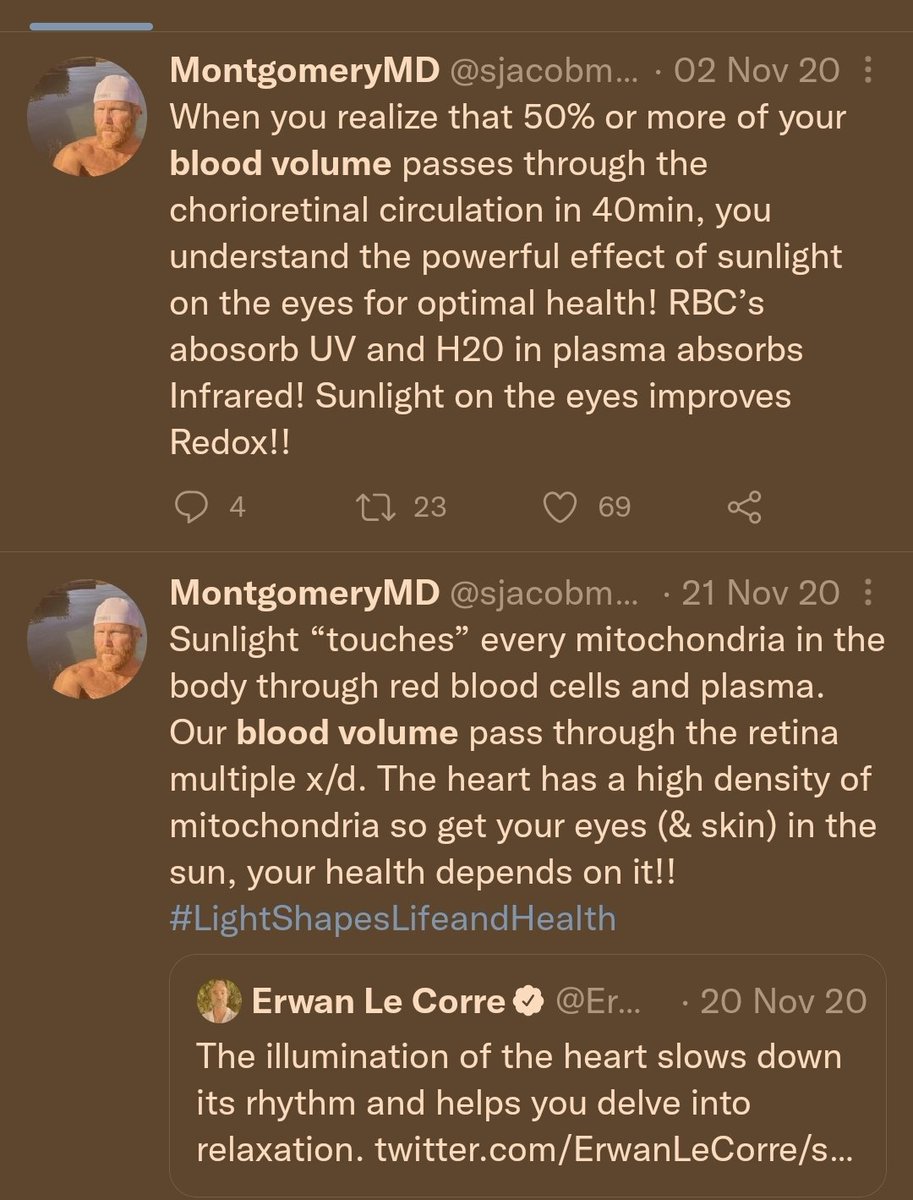 MontgomeryMD @sjacobm... · 02 Nov 20
When you realize that 50% or more of your
blood volume passes through the
chorioretinal circulation in 40min, you
understand the powerful effect of sunlight
on the eyes for optimal health! RBC’s
abosorb UV and H20 in plasma absorbs
Infrared! Sunlight on the eyes improves
Redox!!
4 23 69
MontgomeryMD @sjacobm... · 21 Nov 20
Sunlight “touches” every mitochondria in the
body through red blood cells and plasma.
Our blood volume pass through the retina
multiple x/d. The heart has a high density of
mitochondria so get your eyes (& skin) in the
sun, your health depends on it!!
#LightShapesLifeandHealth
Erwan Le Corre @Er... · 20 Nov 20
The illumination of the heart slows down
its rhythm and helps you delve into
relaxation. twitter.com/ErwanLeCorre/s...